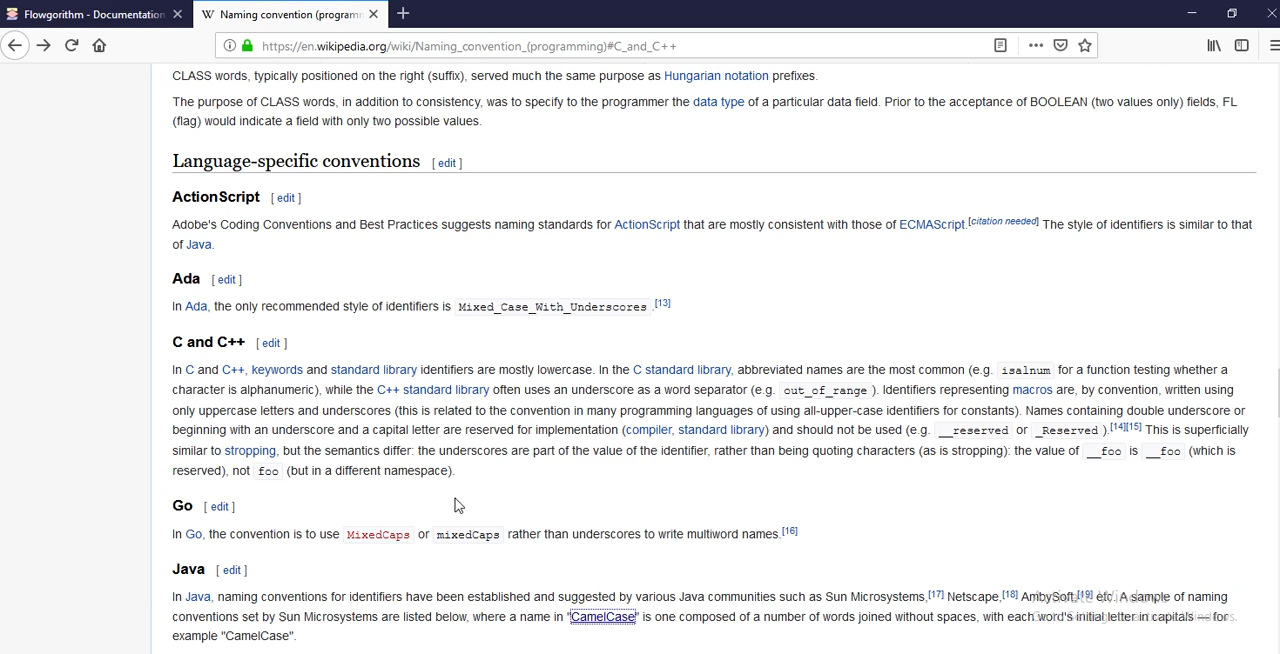 Flowgorithm - Documentation
W Naming convention (program
https://en.wikipedia.org/wiki/Naming_convention_(programming)#C_and_C++
CLASS words, typically positioned on the right (suffix), served much the same purpose as Hungarian notation prefixes.
The purpose of CLASS words, in addition to consistency, was to specify to the programmer the data type of a particular data field. Prior to the acceptance of BOOLEAN (two values only) fields, FL
(flag) would indicate a field with only two possible values.
Language-specific conventions [ edit ]
ActionScript [ edit ]
Adobe's Coding Conventions and Best Practices suggests naming standards for ActionScript that are mostly consistent with those of ECMAScript.[citation needed] The style of identifiers is similar to that
of Java.
Ada [ edit ]
In Ada, the only recommended style of identifiers is Mixed_Case_With_Underscores .[13]
C and C++ [ edit ]
In C and C++, keywords and standard library identifiers are mostly lowercase. In the C standard library, abbreviated names are the most common (e.g. isalnum for a function testing whether a
character is alphanumeric), while the C++ standard library often uses an underscore as a word separator (e.g. out_of_range ). Identifiers representing macros are, by convention, written using
only uppercase letters and underscores (this is related to the convention in many programming languages of using all-upper-case identifiers for constants). Names containing double underscore or
beginning with an underscore and a capital letter are reserved for implementation (compiler, standard library) and should not be used (e.g. __reserved or _Reserved ).[14][15] This is superficially
similar to stropping, but the semantics differ: the underscores are part of the value of the identifier, rather than being quoting characters (as is stropping): the value of __foo is __foo (which is
reserved), not foo (but in a different namespace).
Go [ edit ]
In Go, the convention is to use MixedCaps or mixedCaps rather than underscores to write multiword names.[16]
Java [ edit ]
In Java, naming conventions for identifiers have been established and suggested by various Java communities such as Sun Microsystems,[17] Netscape,[18] AmbySoft,[19] etc. A sample of naming
conventions set by Sun Microsystems are listed below, where a name in "CamelCase" is one composed of a number of words joined without spaces, with each word's initial letter in capitals — for
example "CamelCase".
Activate Windows
Go to Settings to activate Windows.